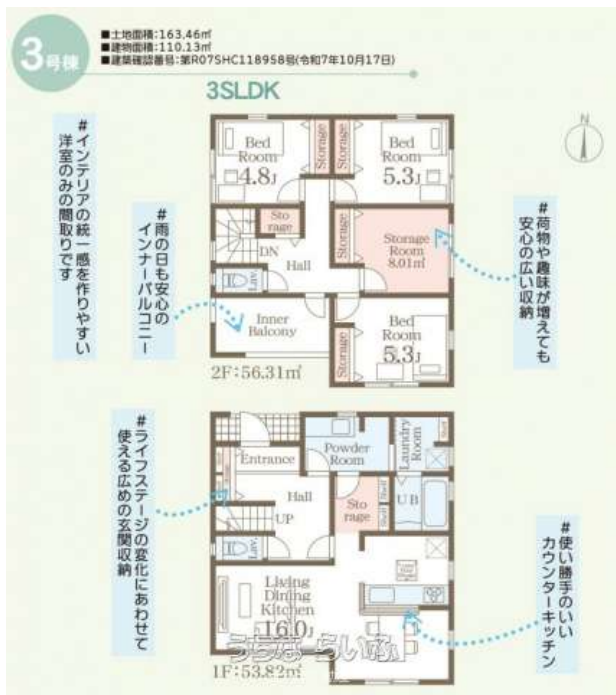 3号棟
■土地面積:163.46㎡
■建物面積:110.13㎡
■建築確認番号:第R07SHC118958号(令和7年10月17日)
3SLDK
N
#インテリアの統一感を作りやすい
洋室のみの間取りです
#雨の日も安心の
インナーバルコニー
#荷物や趣味が増えても
安心の広い収納
Bed
Room
4.8J
Storage
Storage
Bed
Room
5.3J
Sto
rage
DN
Hall
Storage
Storage
Room
8.01㎡
Lav.
Inner
Balcony
Storage
Bed
Room
5.3J
2F:56.31㎡
#ライフステージの変化にあわせて
使える広めの玄関収納
#使い勝手のいい
カウンターキッチン
Entrance
Powder
Room
Laundry
Room
Hall
UP
Sto
rage
Shelf
Shelf
UB
Lav.
Living
Dining
Kitchen
16.0J
うちなーらいふ
1F:53.82㎡